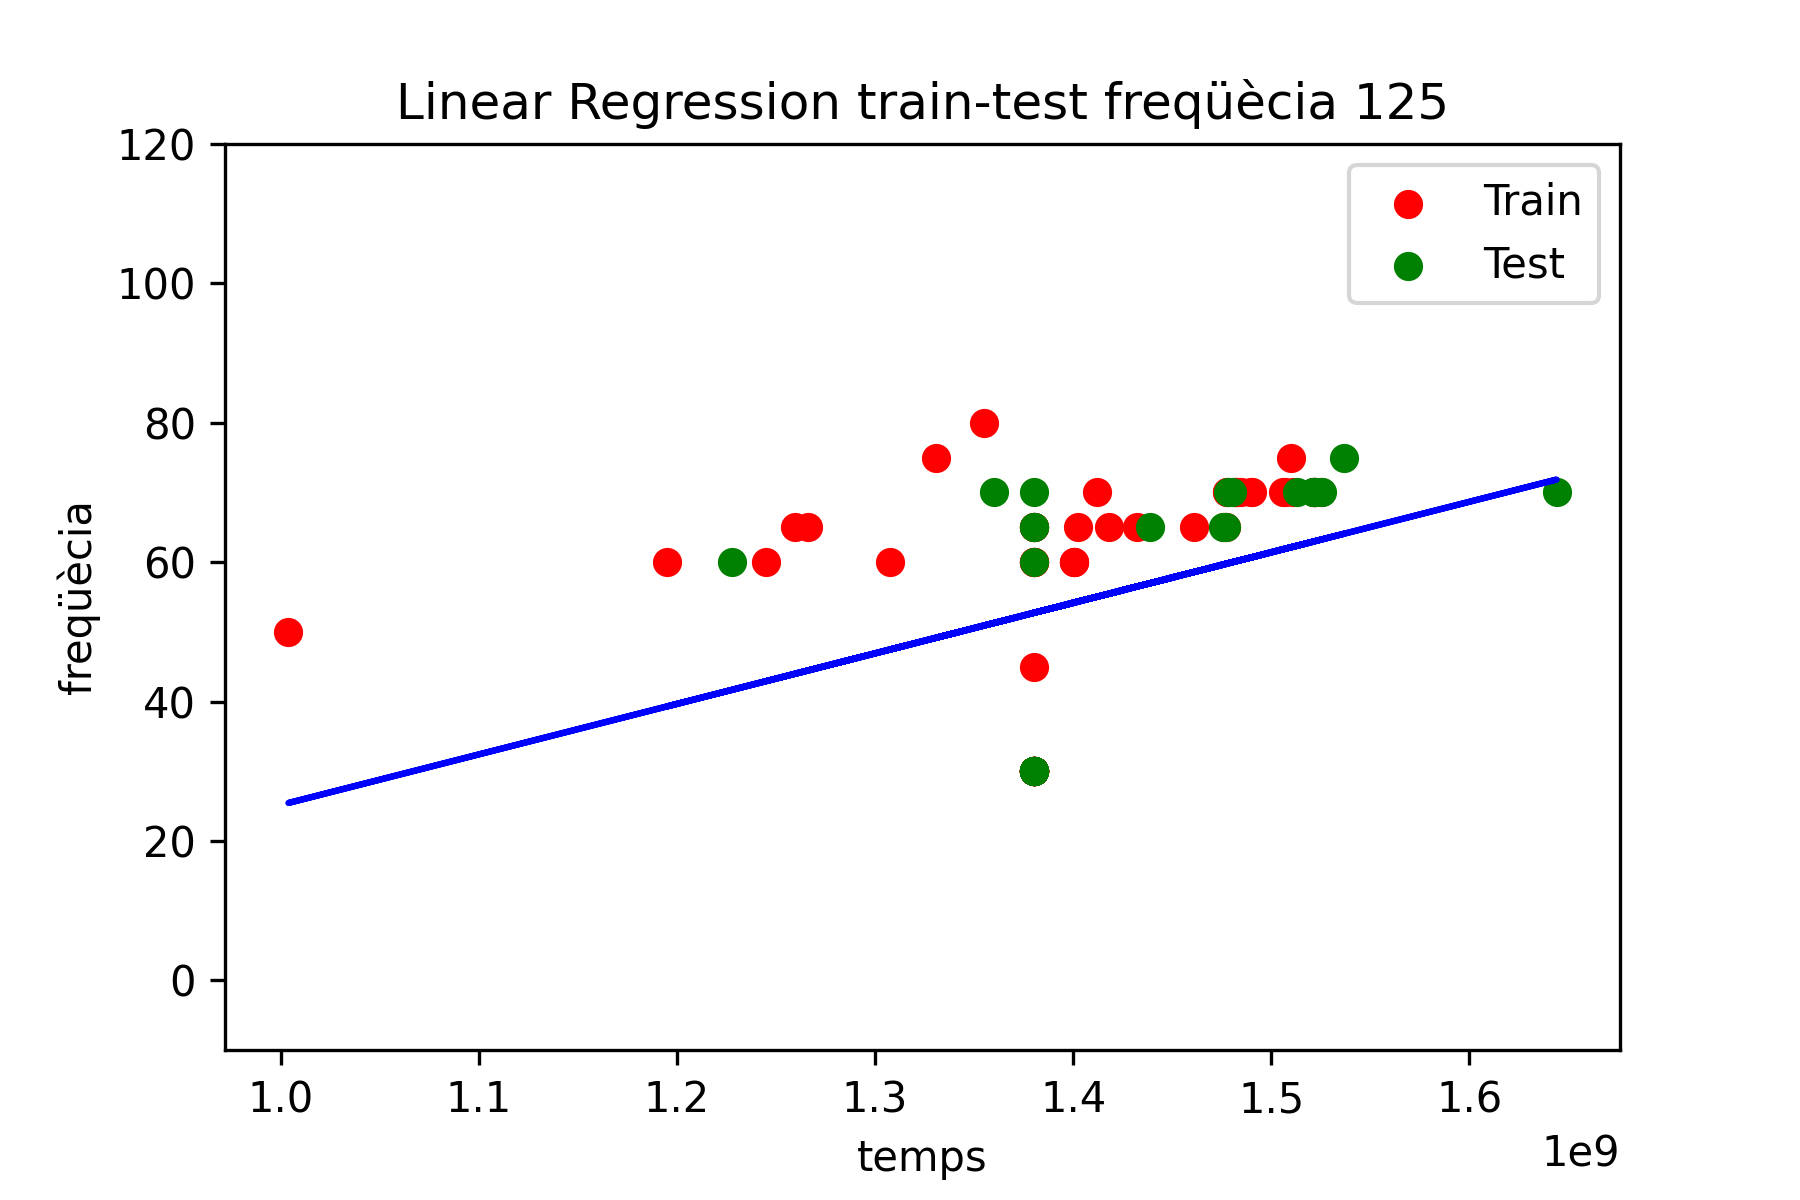 Linear Regression train-test freqüècia 125
120
100
80
60
40
20
0
freqüècia
Train
Test
1.0 1.1 1.2 1.3 1.4 1.5 1.6
temps
1e9